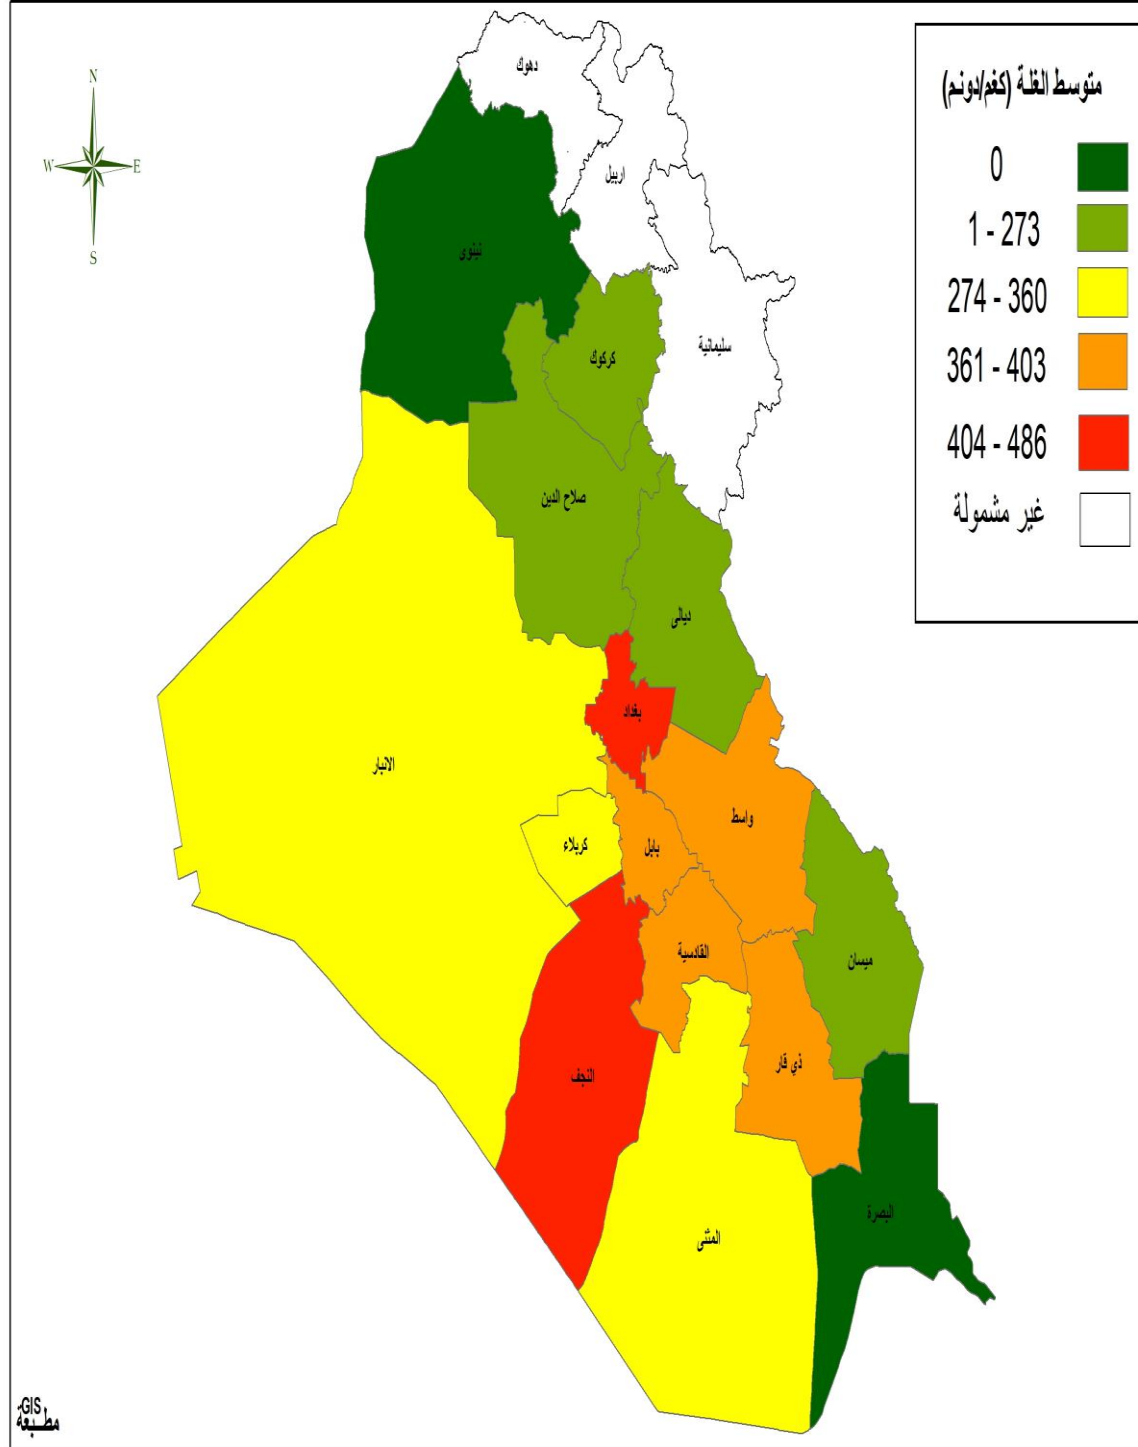 متوسط الغلة (كغم/دونم)
0
1 - 273
274 - 360
361 - 403
404 - 486
غير مشمولة
N
W
E
S
دهوك
اربيل
نينوى
سليمانية
كركوك
صلاح الدين
ديالى
بغداد
الانبار
واسط
كربلاء
بابل
القادسية
ميسان
ذي قار
النجف
البصرة
المثنى
GIS-
مطـبعة